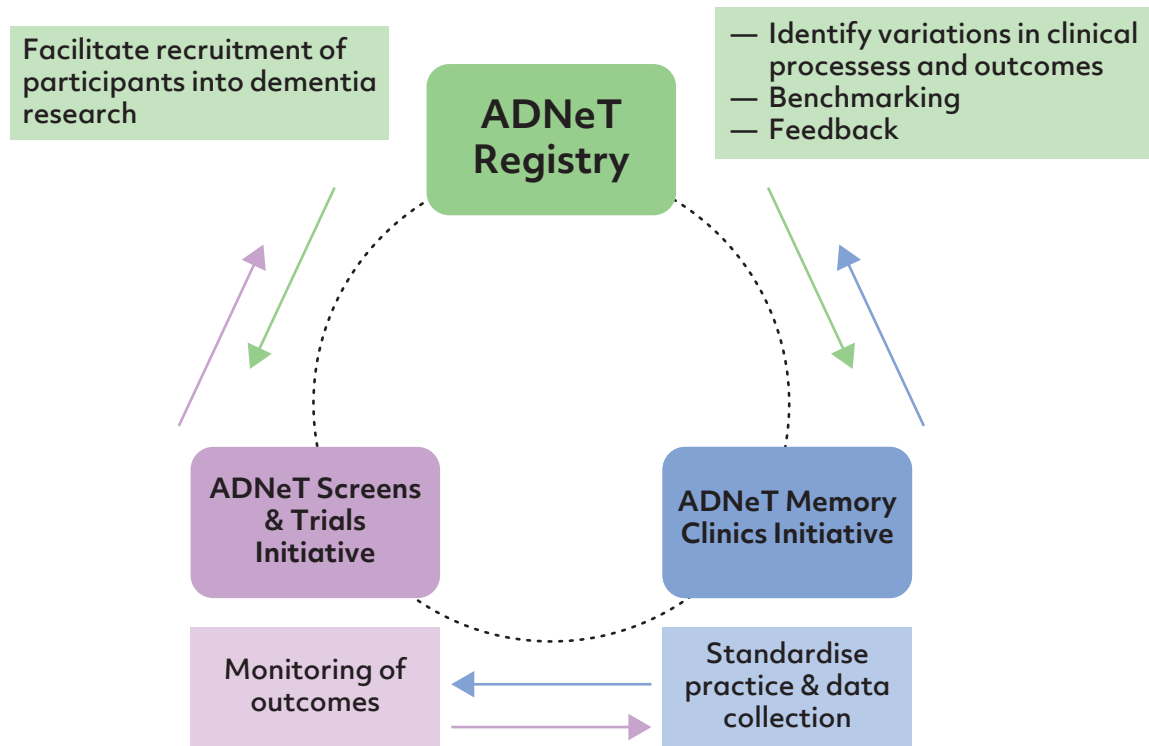 Facilitate recruitment of
participants into dementia
research
ADNeT
Registry
— Identify variations in clinical
processess and outcomes
— Benchmarking
— Feedback
ADNeT Screens
& Trials
Initiative
ADNeT Memory
Clinics Initiative
Monitoring of
outcomes
Standardise
practice & data
collection